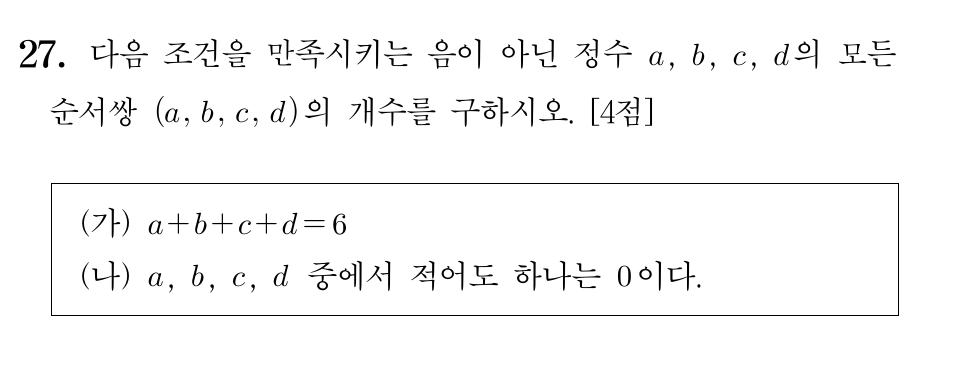 27. 다음 조건을 만족시키는 음이 아닌 정수 a, b, c, d의 모든
순서쌍 (a, b, c, d)의 개수를 구하시오. [4점]
(가) a+b+c+d=6
(나) a, b, c, d 중에서 적어도 하나는 0이다.